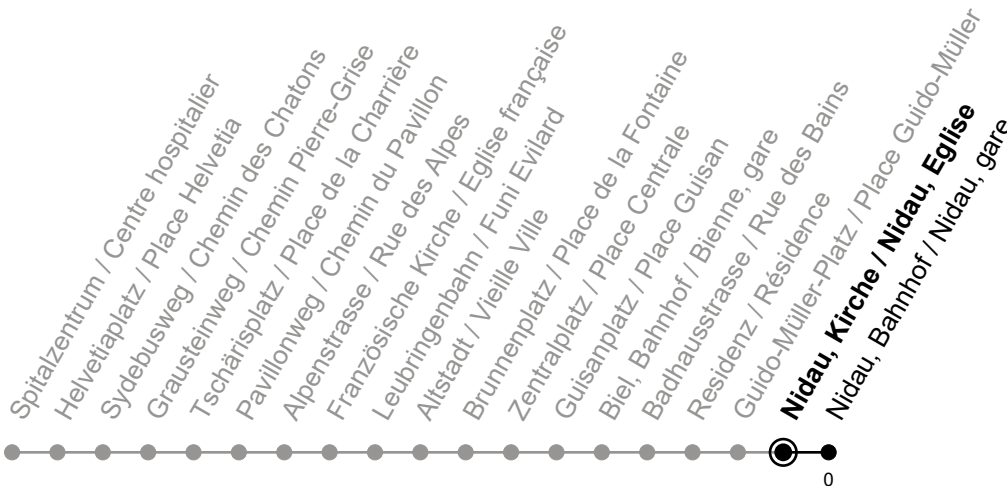 Spitalzentrum / Centre hospitalier
Helvetiaplatz / Place Helvetia
Sydebusweg / Chemin des Chatons
Grausteinweg / Chemin Pierre-Grise
Tschärisplatz / Place de la Charrière
Pavillonweg / Chemin du Pavillon
Alpenstrasse / Rue des Alpes
Französische Kirche / Eglise française
Leubringenbahn / Funi Evilard
Altstadt / Vieille Ville
Brunnenplatz / Place de la Fontaine
Zentralplatz / Place Centrale
Guisanplatz / Place Guisan
Biel, Bahnhof / Bienne, gare
Badhausstrasse / Rue des Bains
Residenz / Résidence
Guido-Müller-Platz / Place Guido-Müller
Nidau, Kirche / Nidau, Eglise
Nidau, Bahnhof / Nidau, gare
0